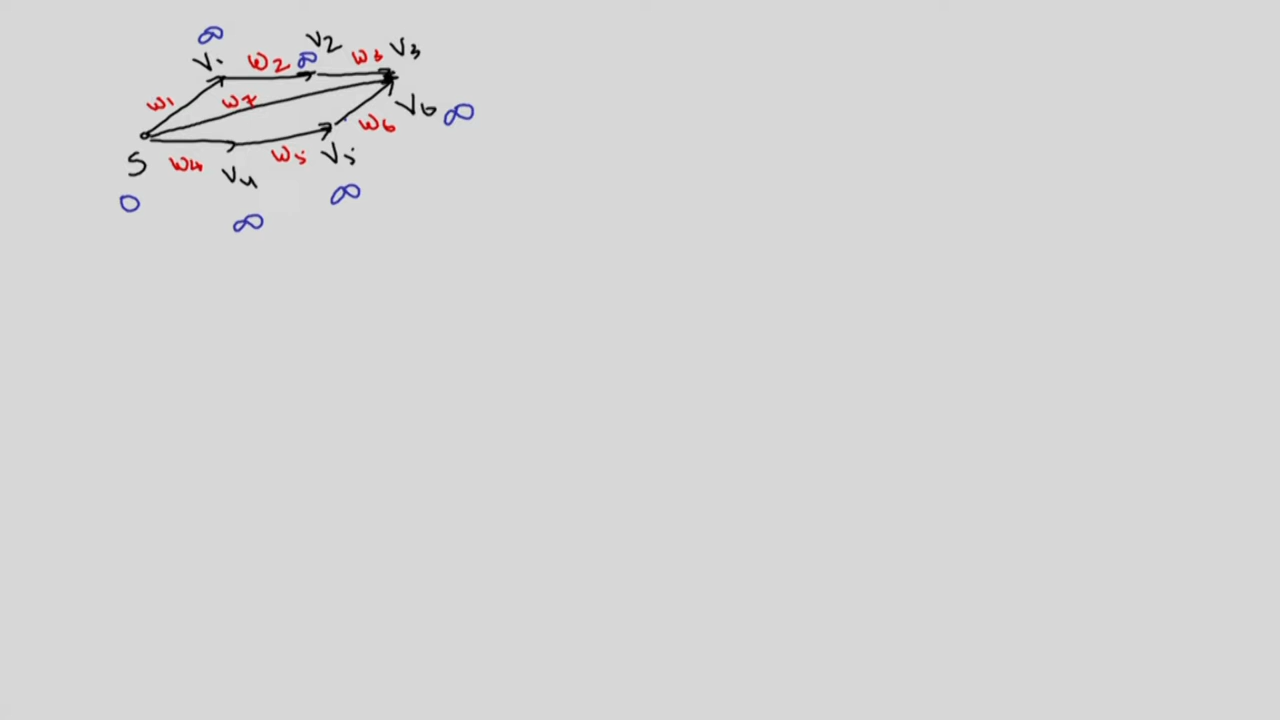 ∞
V1 w2 ∞ V2 w3 V3
w1 w7 V6 ∞
w6
S w4 V4 w5 V5
0 ∞ ∞